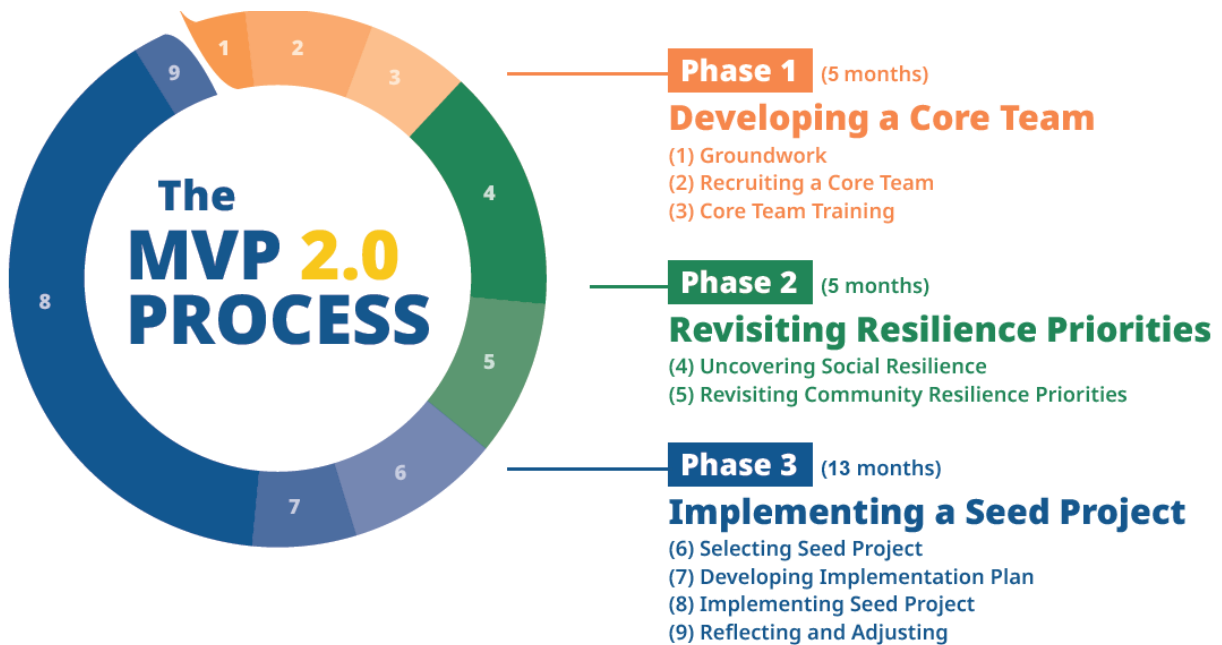 The
MVP 2.0
PROCESS
1
2
3
4
5
6
7
8
9
Phase 1 (5 months)
Developing a Core Team
(1) Groundwork
(2) Recruiting a Core Team
(3) Core Team Training
Phase 2 (5 months)
Revisiting Resilience Priorities
(4) Uncovering Social Resilience
(5) Revisiting Community Resilience Priorities
Phase 3 (13 months)
Implementing a Seed Project
(6) Selecting Seed Project
(7) Developing Implementation Plan
(8) Implementing Seed Project
(9) Reflecting and Adjusting